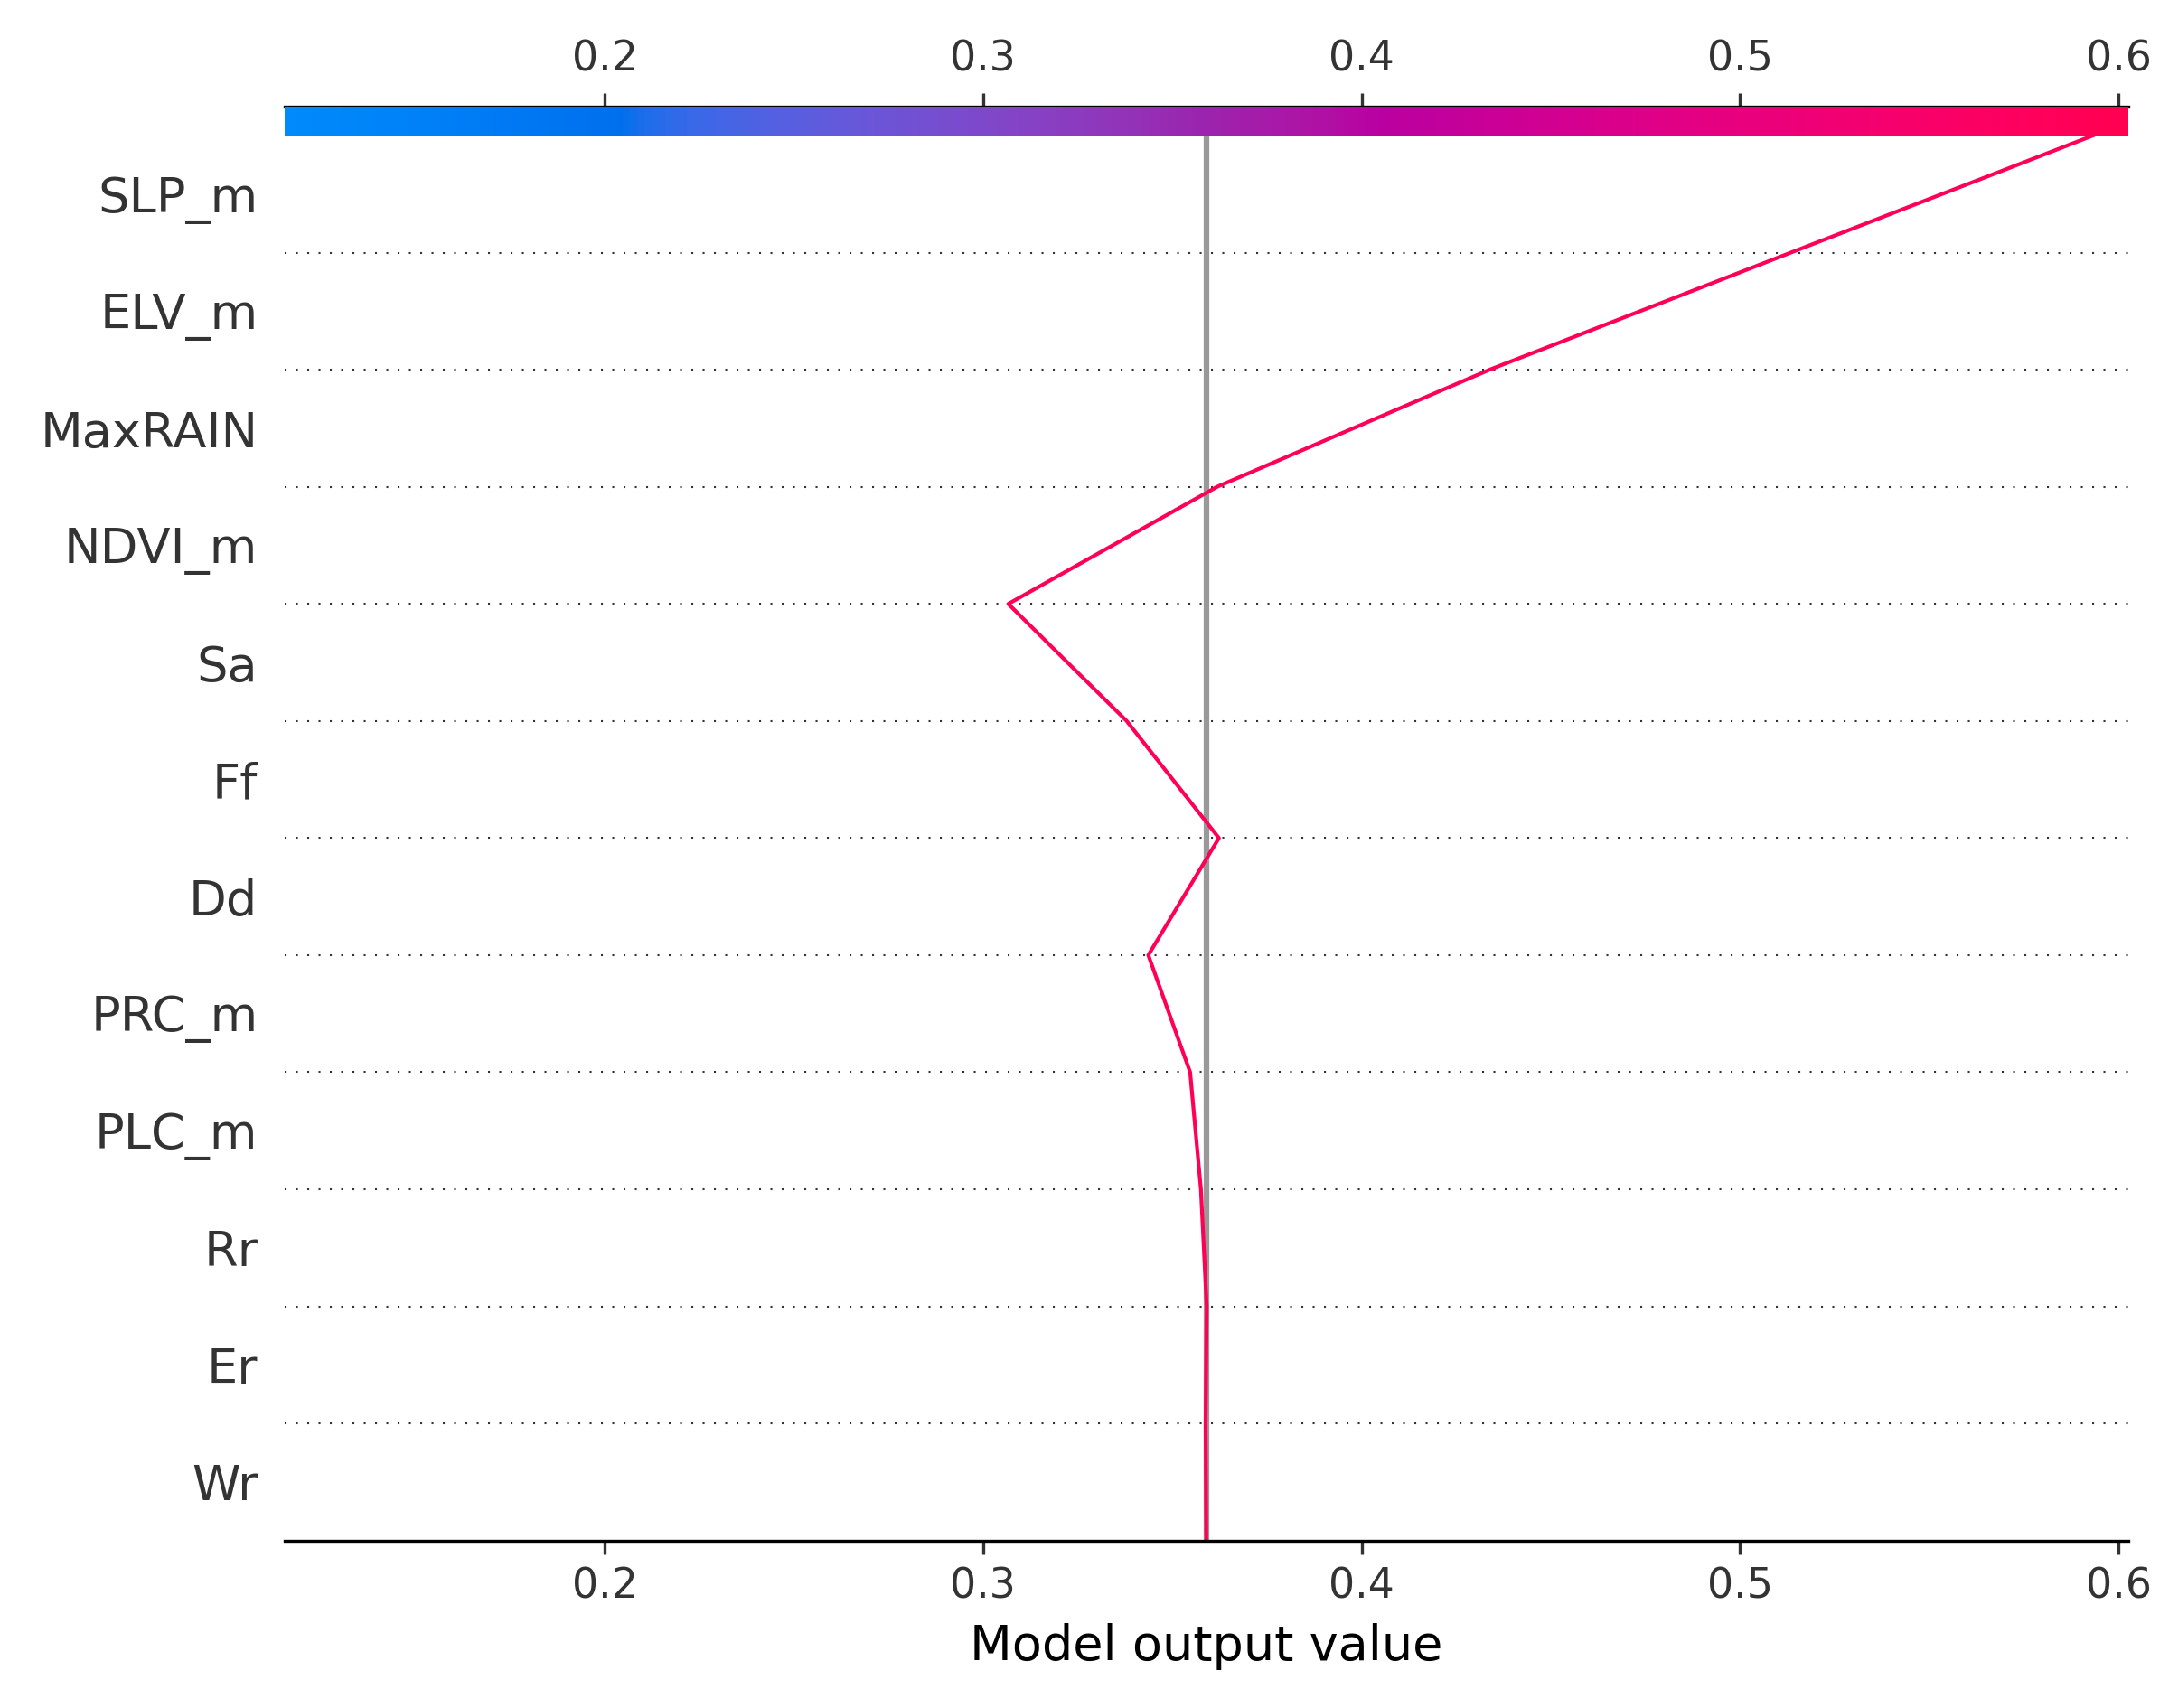 0.2 0.3 0.4 0.5 0.6
SLP_m
ELV_m
MaxRAIN
NDVI_m
Sa
Ff
Dd
PRC_m
PLC_m
Rr
Er
Wr
0.2 0.3 0.4 0.5 0.6
Model output value